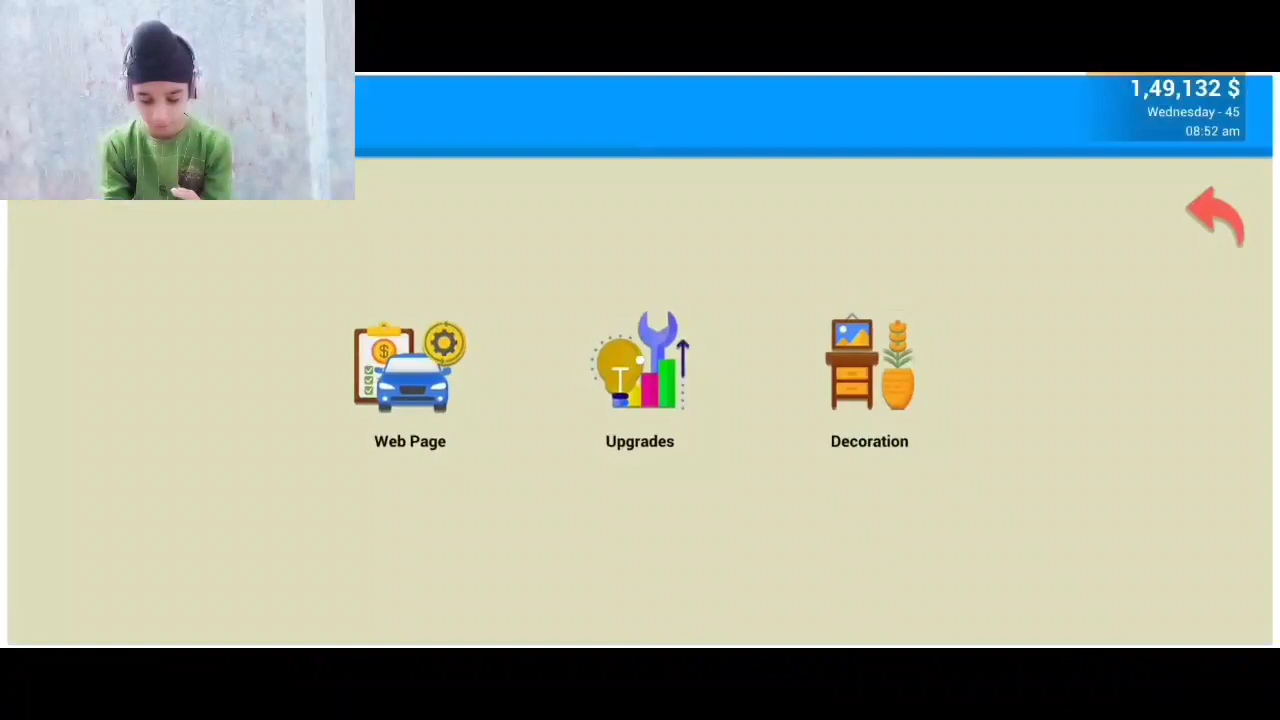 1,49,132 $
Wednesday - 45
08:52 am
Web Page
Upgrades
Decoration